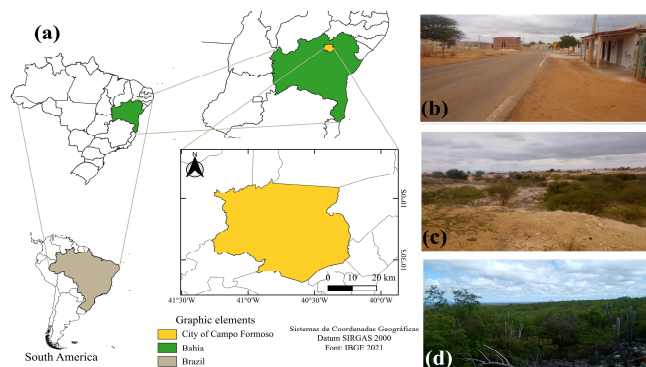 (a)
N
10°0'S
10°30'S
0 10 20 km
41°30'W 41°0'W 40°30'W 40°0'W
Graphic elements
City of Campo Formoso
Bahia
Brazil
South America
Sistemas de Coordenadas Geográficas
Datum SIRGAS 2000
Font: IBGE 2021
(b)
(c)
(d)